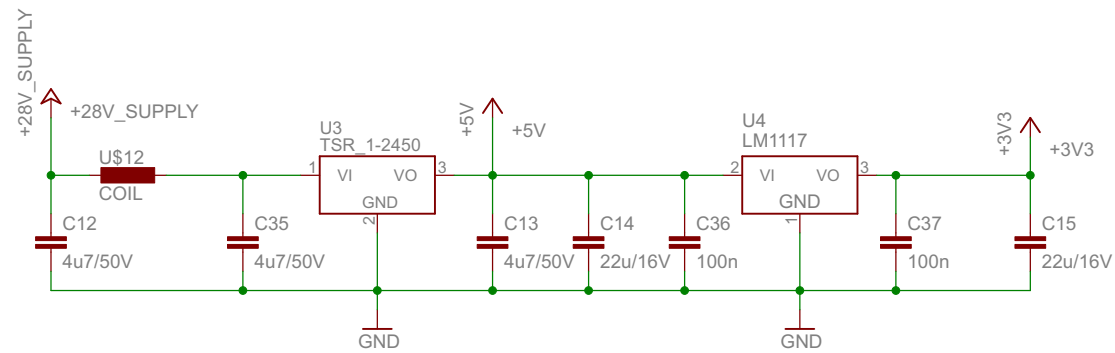 +28V_SUPPLY
+28V_SUPPLY
U$12
COIL
C12
4u7/50V
C35
4u7/50V
U3
TSR_1-2450
1
VI
VO
3
GND
2
GND
+5V
+5V
C13
4u7/50V
C14
22u/16V
C36
100n
U4
LM1117
2
VI
VO
3
GND
1
GND
C37
100n
+3V3
+3V3
C15
22u/16V